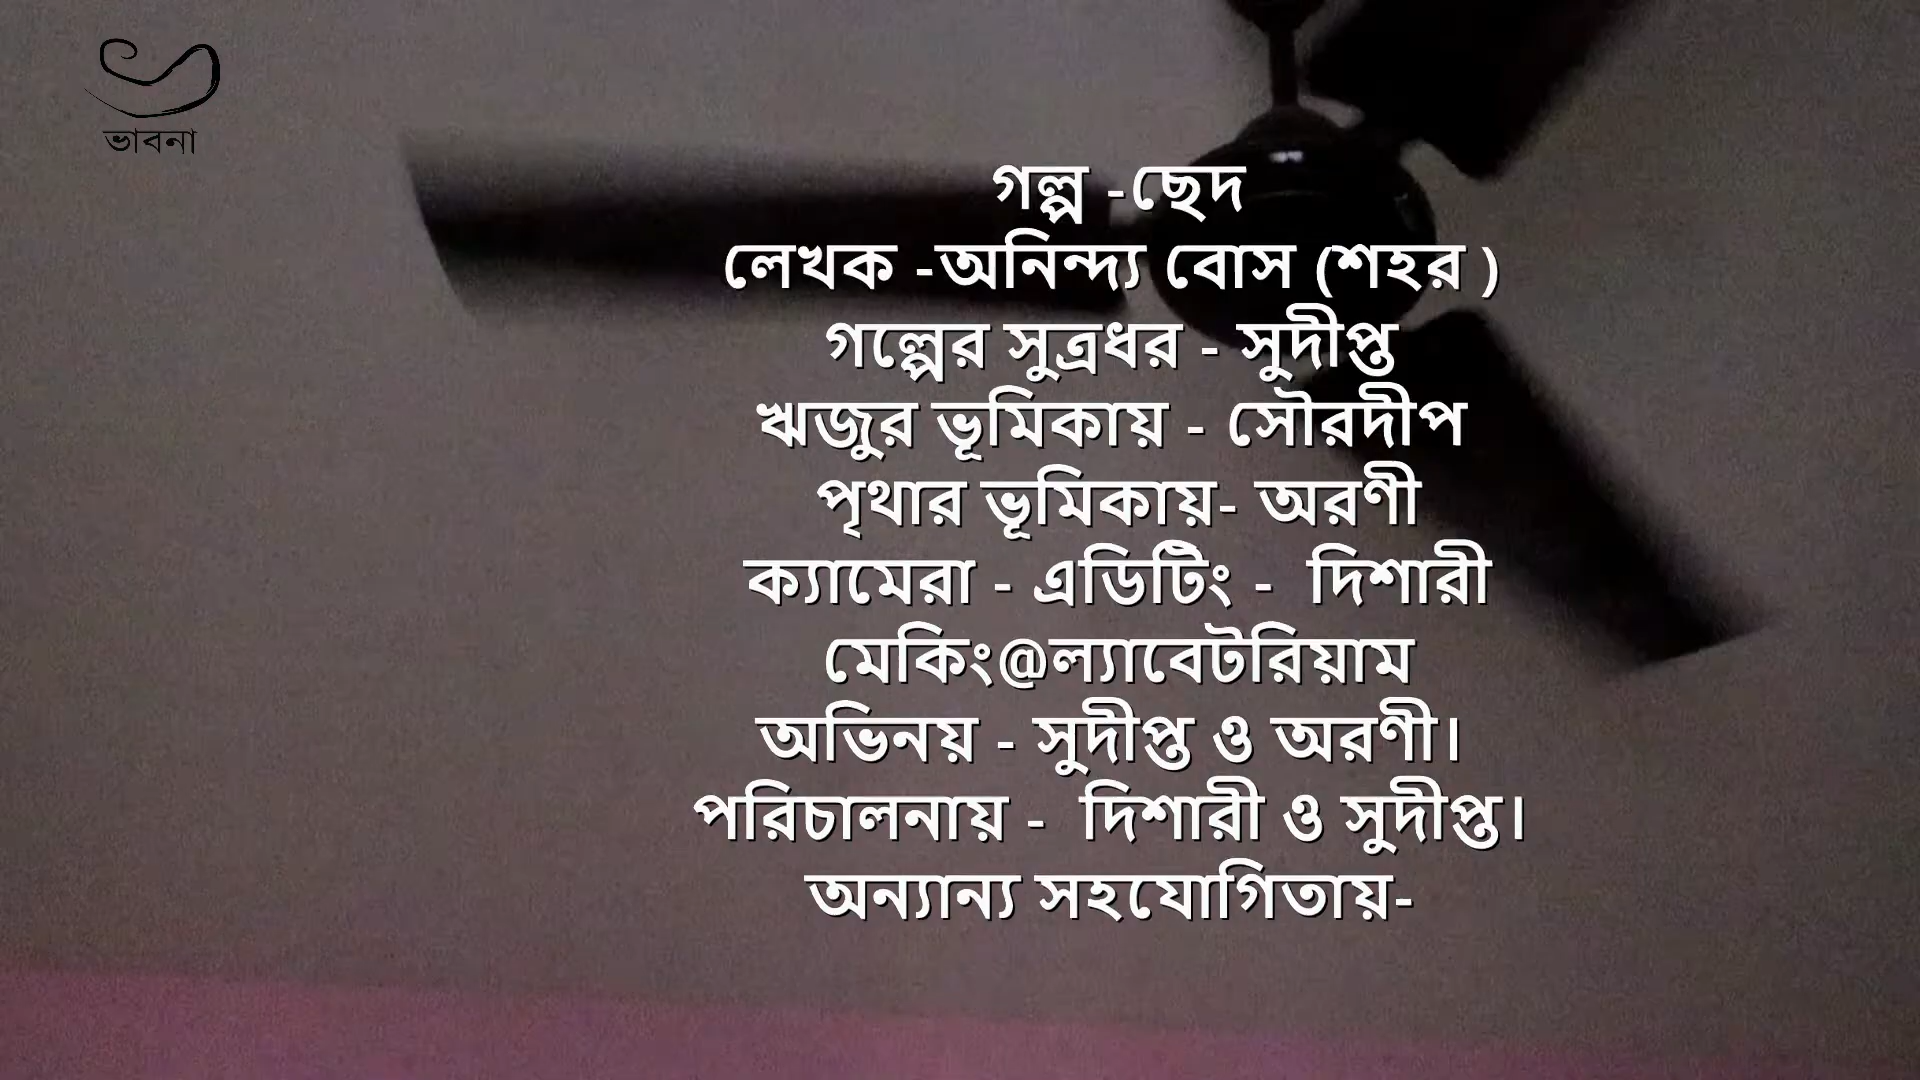 ভাবনা
গল্প -ছেদ
লেখক -অনিন্দ্য বোস (শহর )
গল্পের সুত্রধর - সুদীপ্ত
ঋজুর ভূমিকায় - সৌরদীপ
পৃথার ভূমিকায়- অরণী
ক্যামেরা - এডিটিং - দিশারী
মেকিং@ল্যাবেটরিয়াম
অভিনয় - সুদীপ্ত ও অরণী।
পরিচালনায় - দিশারী ও সুদীপ্ত।
অন্যান্য সহযোগিতায়-